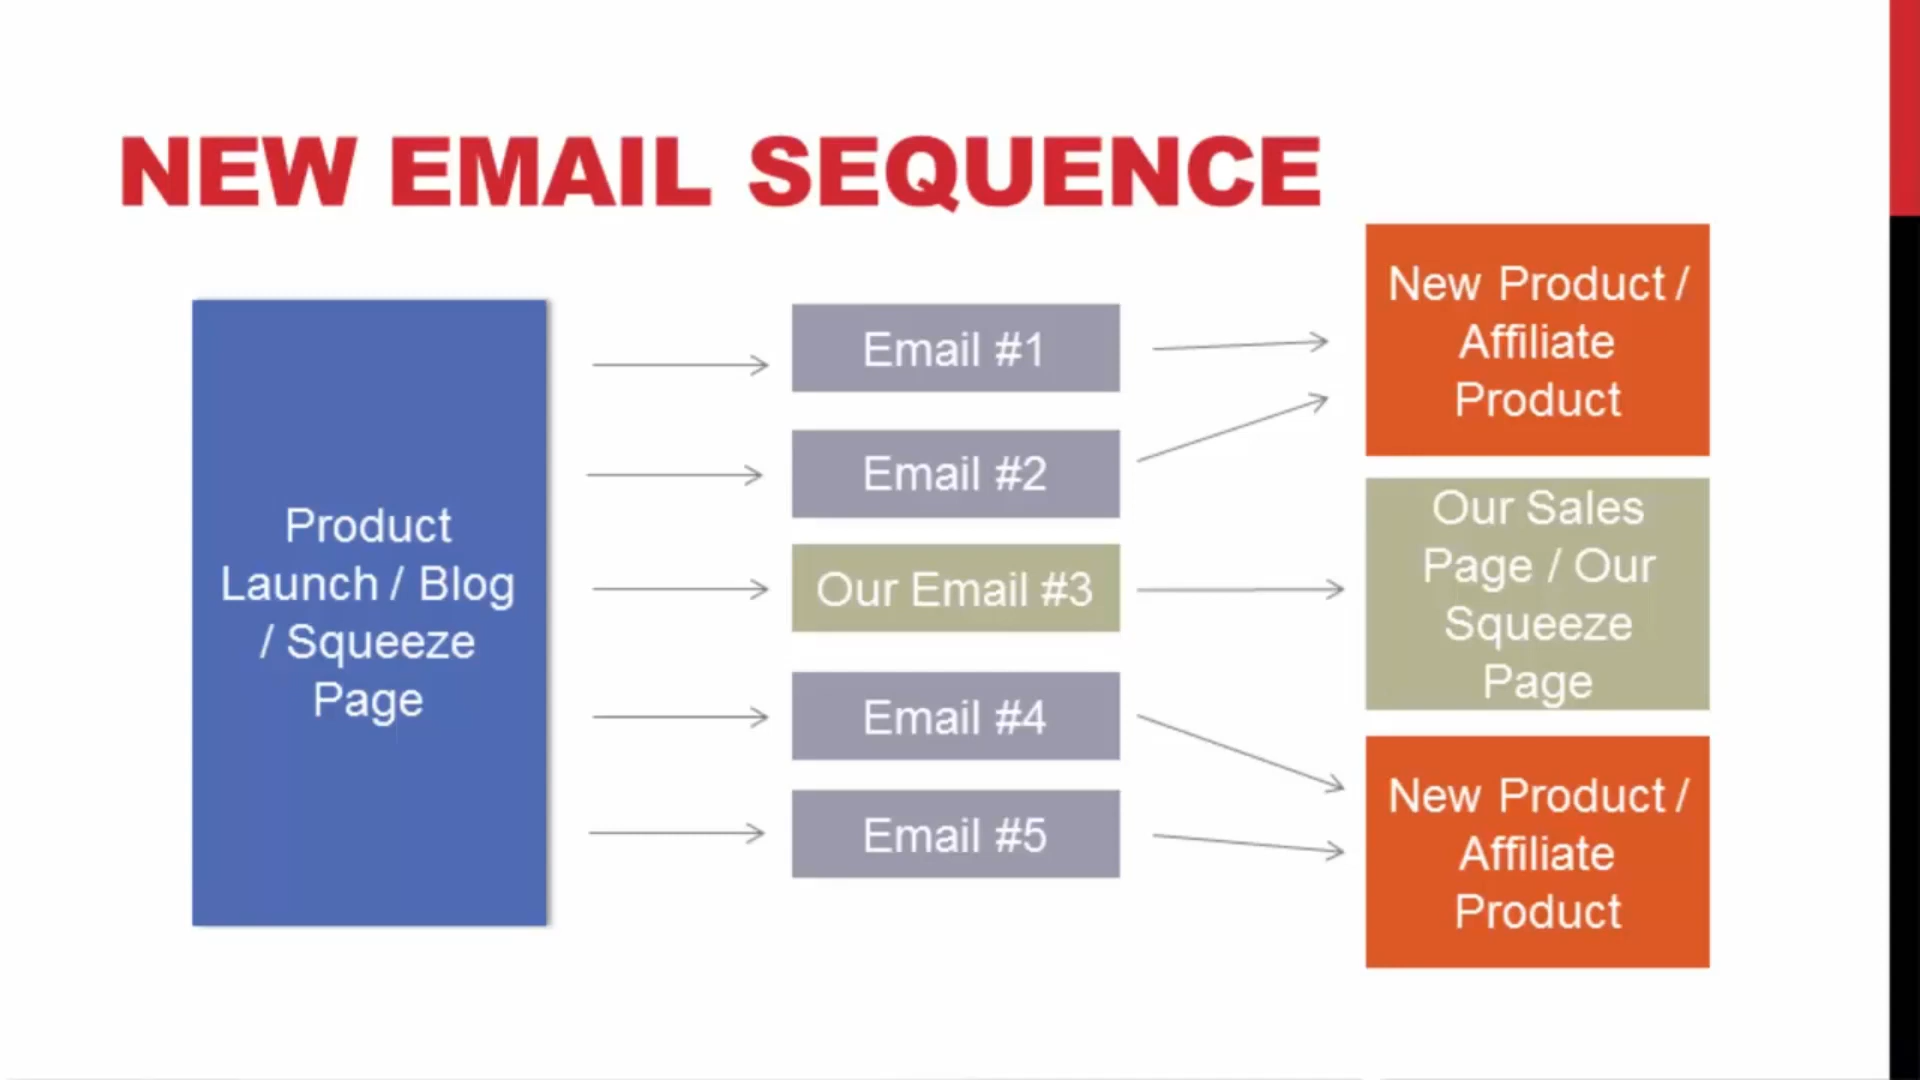 NEW EMAIL SEQUENCE
Product
Launch / Blog
/ Squeeze
Page
Email #1
Email #2
Our Email #3
Email #4
Email #5
New Product /
Affiliate
Product
Our Sales
Page / Our
Squeeze
Page
New Product /
Affiliate
Product